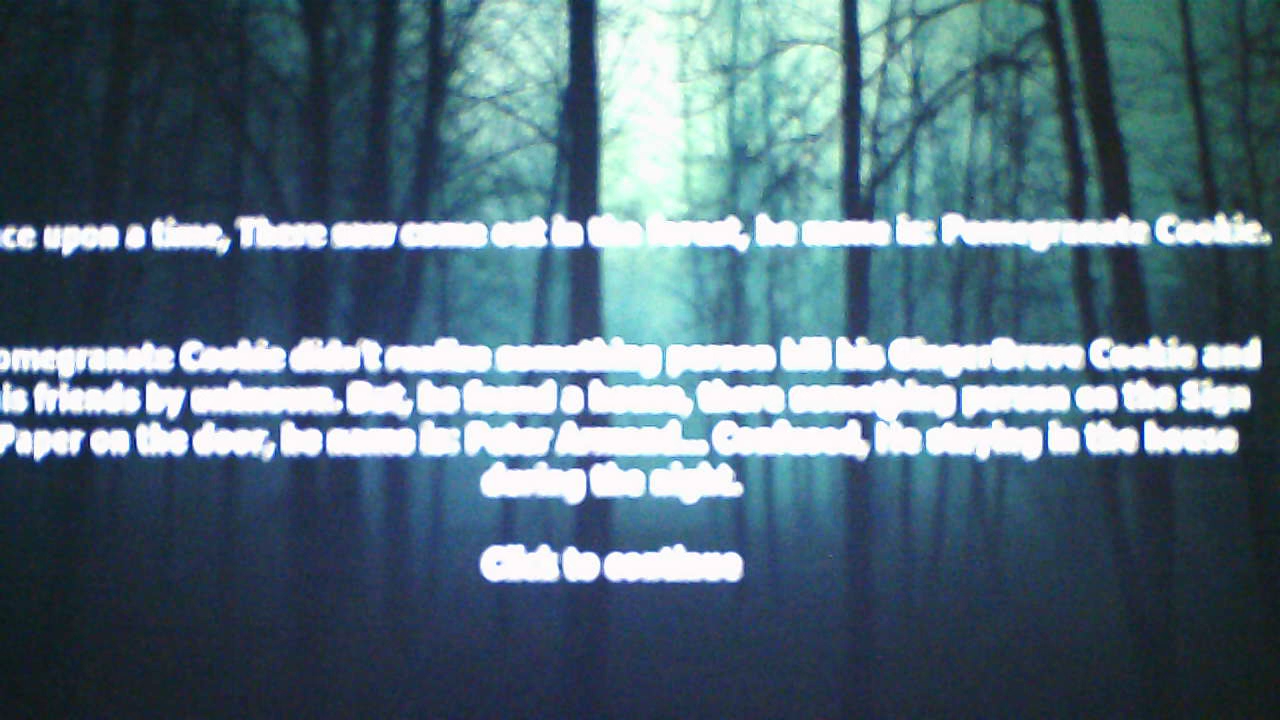 ce upon a time, There now come out in the forest, he name is: Pomegranate Cookie.
omegranate Cookie didn't realize something person kill his GingerBrave Cookie and
is friends by unknown. But, he found a house, there something person on the Sign
Paper on the door, he name is: Peter Amand... Confused, He staying in the house
during the night.
Click to continue